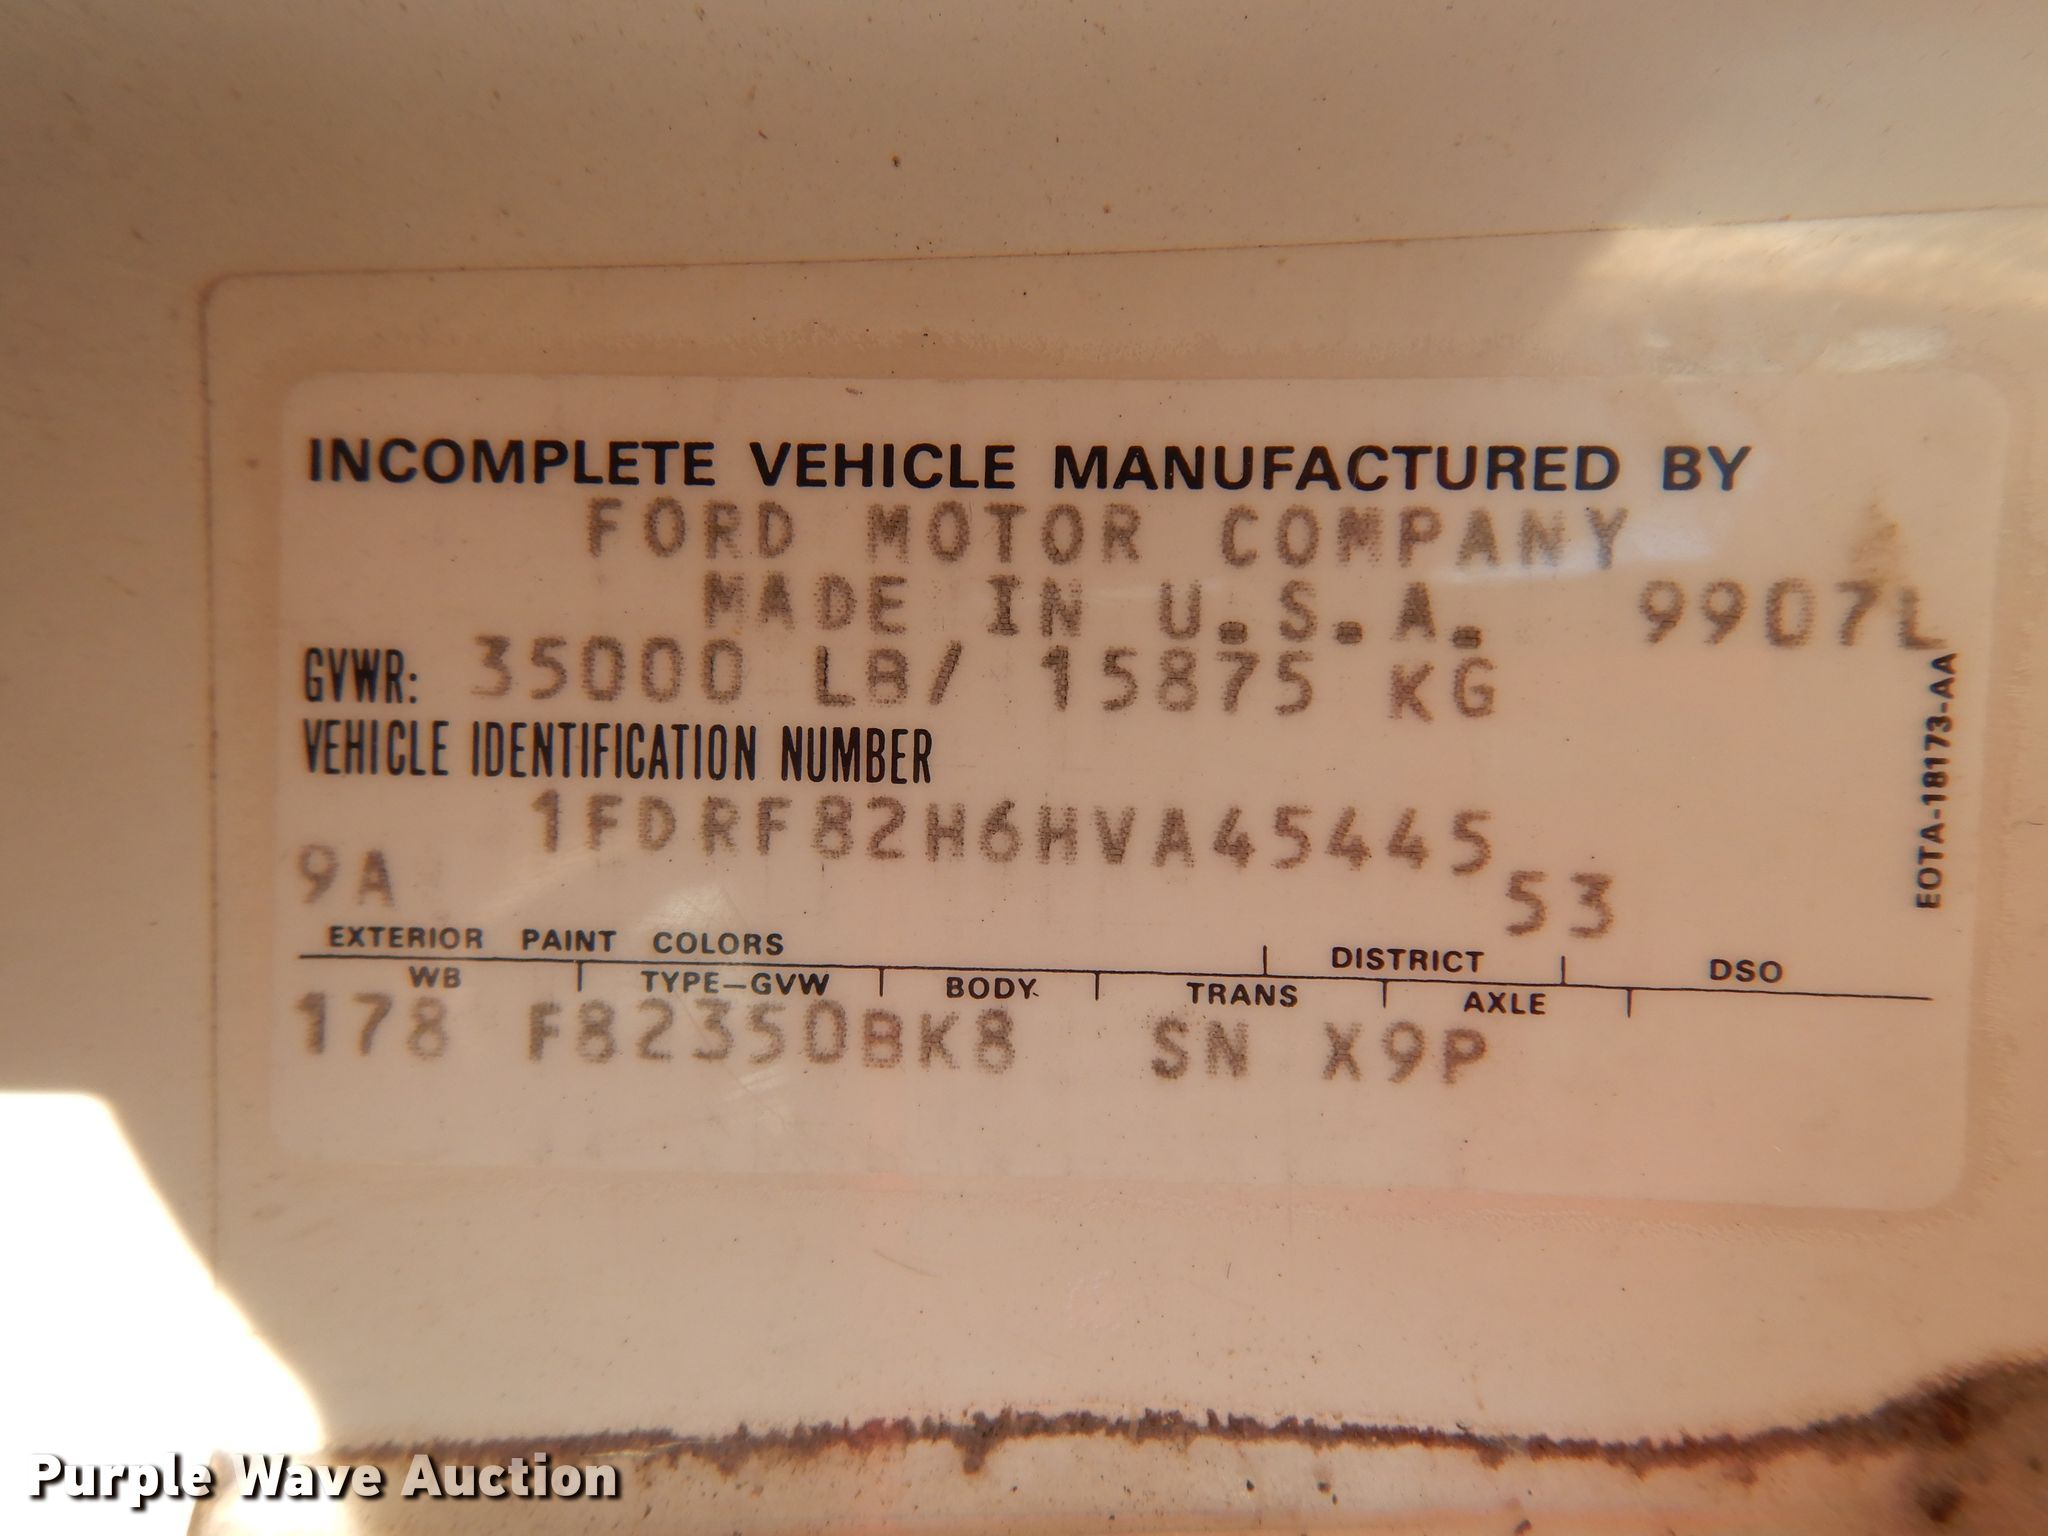 INCOMPLETE VEHICLE MANUFACTURED BY
FORD MOTOR COMPANY
MADE IN U.S.A. 9907L
GVWR: 35000 LB/ 15875 KG
VEHICLE IDENTIFICATION NUMBER
1FDRF82H6HVA45445
9A 53
EXTERIOR PAINT COLORS DISTRICT DSO
WB TYPE-GVW BODY TRANS AXLE
178 F82350BK8 SN X9P
EOTA-18173-AA
Purple Wave Auction